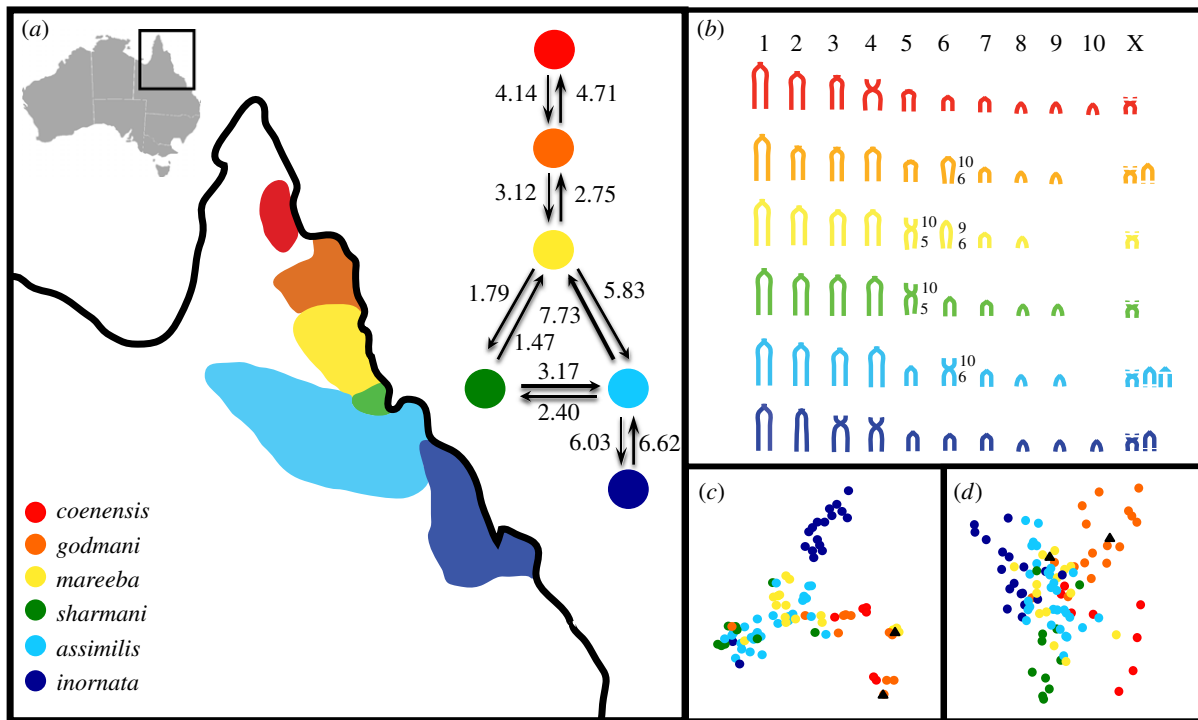 (a)
4.14 4.71
3.12 2.75
1.79 5.83
7.73
1.47
3.17
2.40
6.03 6.62
coenensis
godmani
mareeba
sharmani
assimilis
inornata
(b)
1 2 3 4 5 6 7 8 9 10 X
10
6
10 9
5 6
10
5
10
6
(c)
(d)